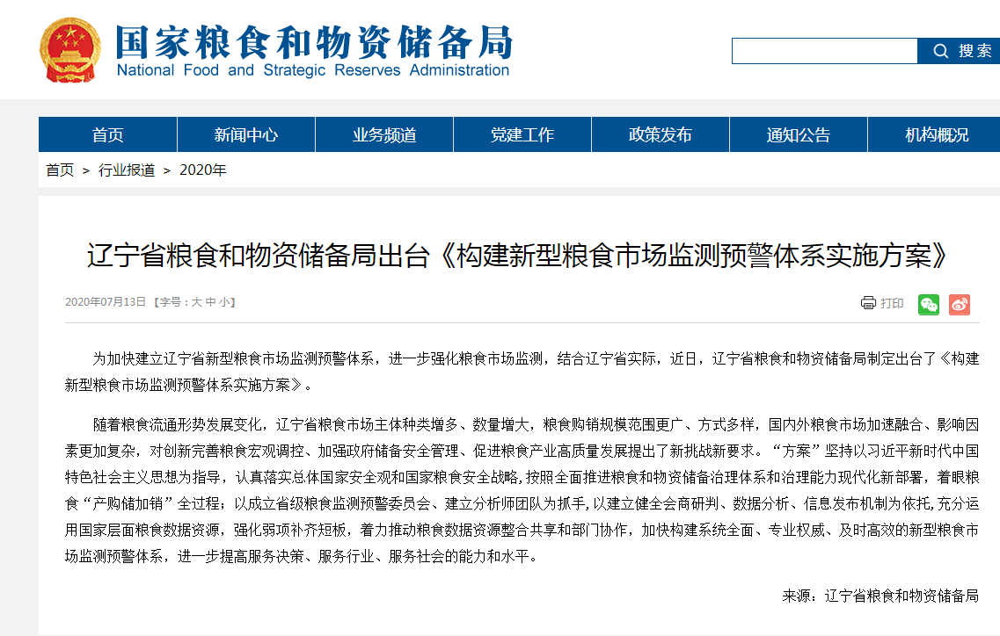 国家粮食和物资储备局
National Food and Strategic Reserves Administration
搜索
首页 新闻中心 业务频道 党建工作 政策发布 通知公告 机构概况
首页 > 行业报道 > 2020年
辽宁省粮食和物资储备局出台《构建新型粮食市场监测预警体系实施方案》
2020年07月13日 【字号：大 中 小】 打印
为加快建立辽宁省新型粮食市场监测预警体系，进一步强化粮食市场监测，结合辽宁省实际，近日，辽宁省粮食和物资储备局制定出台了《构建
新型粮食市场监测预警体系实施方案》。
随着粮食流通形势发展变化，辽宁省粮食市场主体种类增多、数量增大，粮食购销规模范围更广、方式多样，国内外粮食市场加速融合、影响因
素更加复杂，对创新完善粮食宏观调控、加强政府储备安全管理、促进粮食产业高质量发展提出了新挑战新要求。“方案”坚持以习近平新时代中国
特色社会主义思想为指导，认真落实总体国家安全观和国家粮食安全战略,按照全面推进粮食和物资储备治理体系和治理能力现代化新部署，着眼粮
食“产购储加销”全过程；以成立省级粮食监测预警委员会、建立分析师团队为抓手,以建立健全会商研判、数据分析、信息发布机制为依托,充分运
用国家层面粮食数据资源，强化弱项补齐短板，着力推动粮食数据资源整合共享和部门协作，加快构建系统全面、专业权威、及时高效的新型粮食市
场监测预警体系，进一步提高服务决策、服务行业、服务社会的能力和水平。
来源：辽宁省粮食和物资储备局